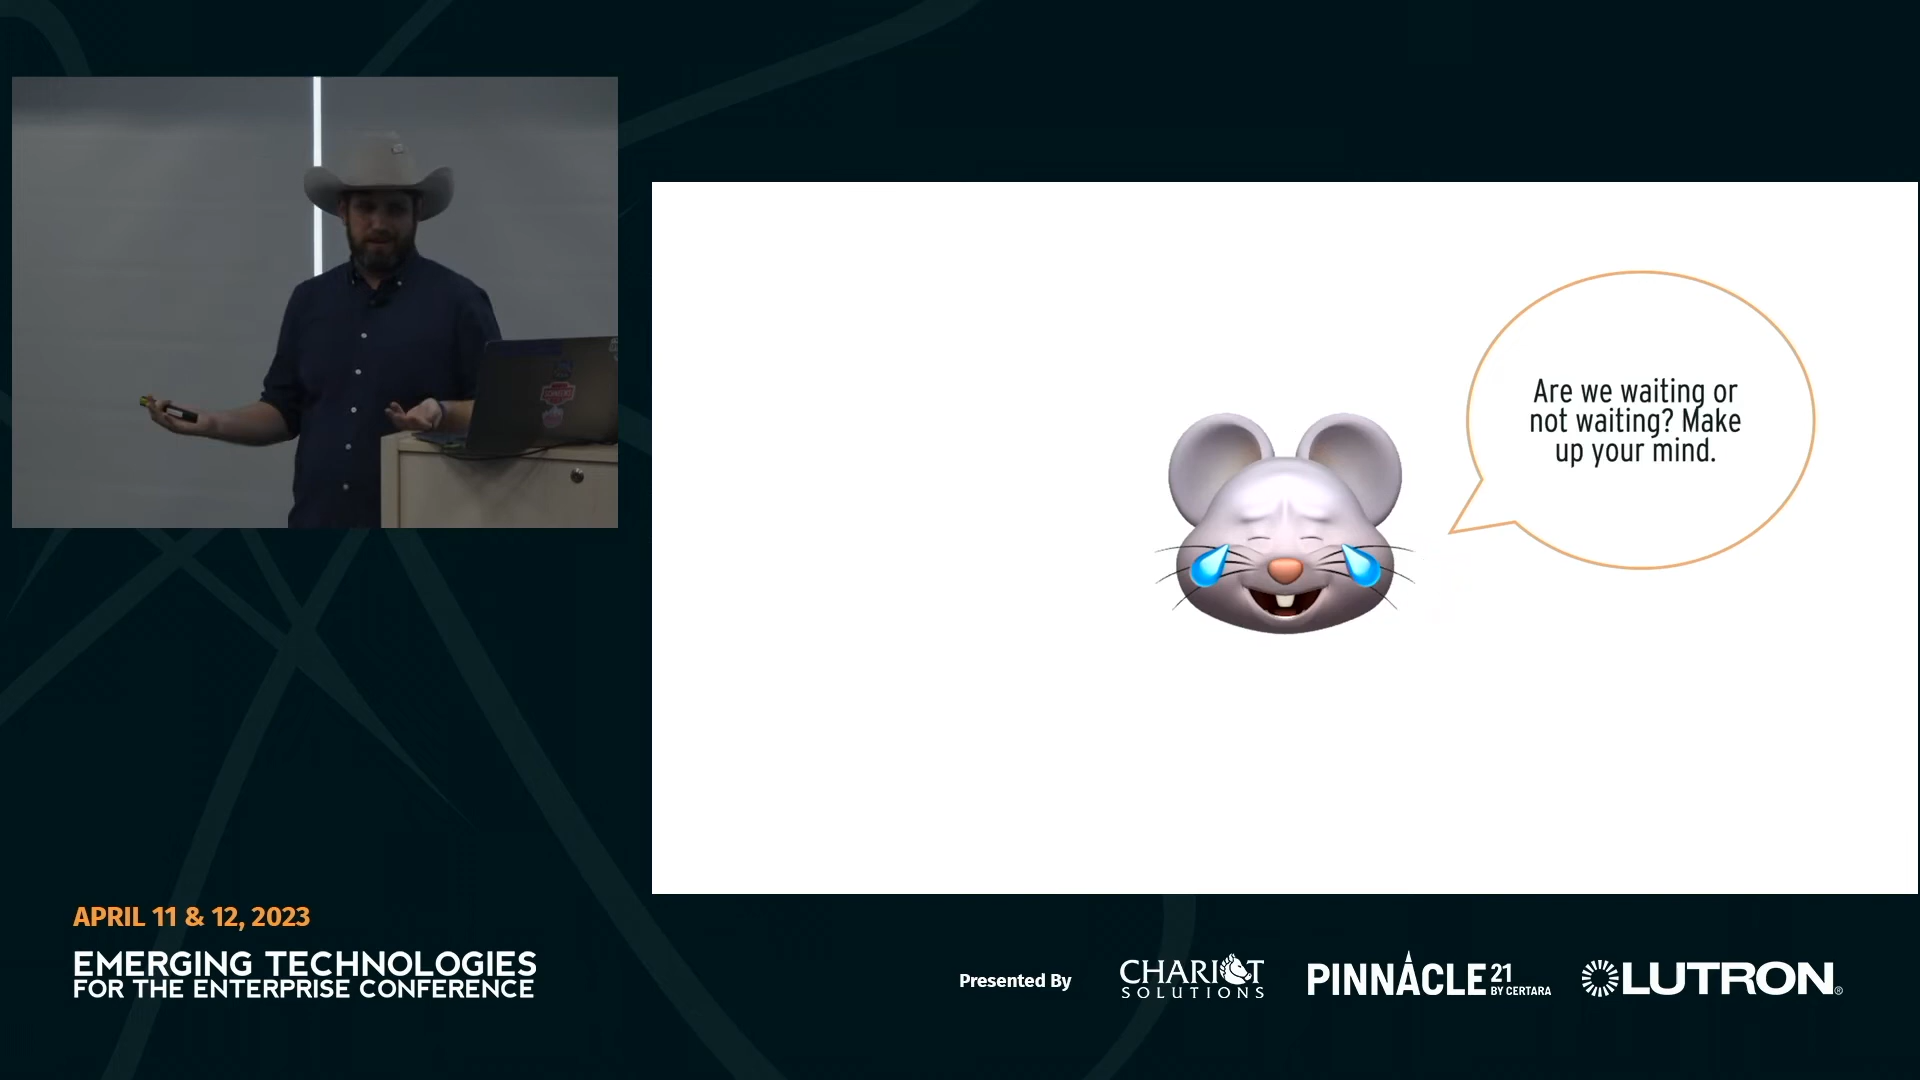 Are we waiting or
not waiting? Make
up your mind.
APRIL 11 & 12, 2023
EMERGING TECHNOLOGIES
FOR THE ENTERPRISE CONFERENCE
Presented By
CHARIOT
SOLUTIONS
PINNACLE 21
BY CERTARA
LUTRON®